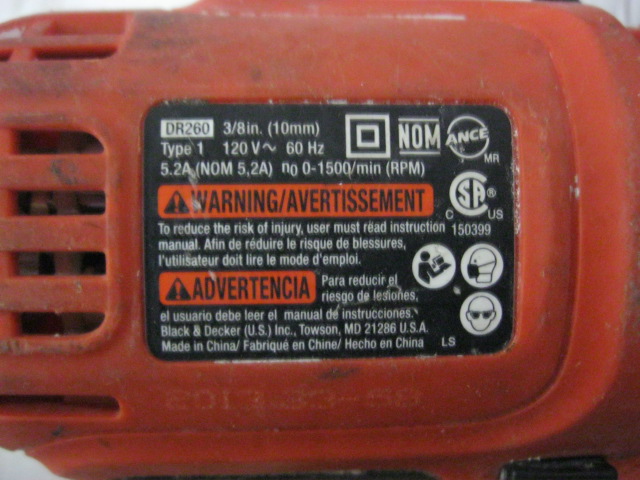 DR260 3/8in. (10mm)
Type 1 120 V~ 60 Hz
5.2A (NOM 5,2A) no 0-1500/min (RPM)
NOM
ANCE
MR
WARNING/AVERTISSEMENT
SA
®
C US
150399
To reduce the risk of injury, user must read instruction
manual. Afin de réduire le risque de blessures,
l'utilisateur doit lire le mode d'emploi.
ADVERTENCIA Para reducir el
riesgo de lesiones,
el usuario debe leer el manual de instrucciones.
Black & Decker (U.S.) Inc., Towson, MD 21286 U.S.A.
Made in China/ Fabriqué en Chine/ Hecho en China LS